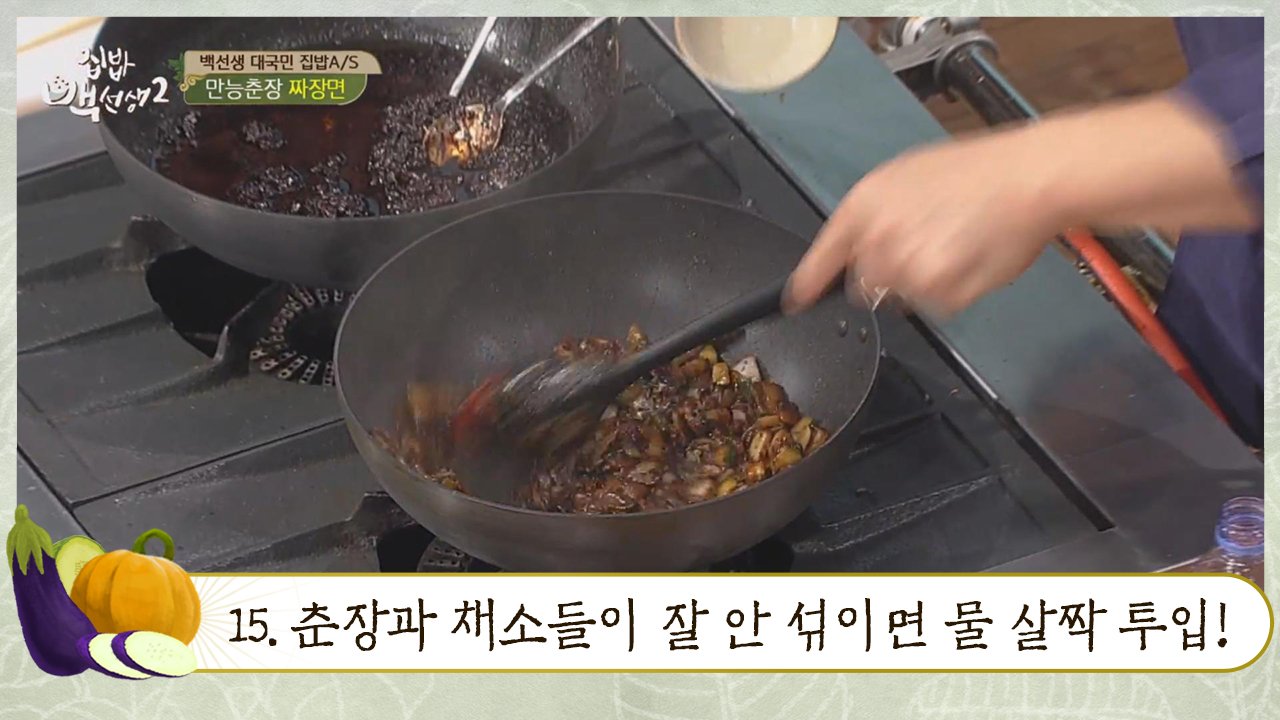 집밥
백선생2
백선생 대국민 집밥A/S
만능춘장 짜장면
15. 춘장과 채소들이 잘 안 섞이면 물 살짝 투입!